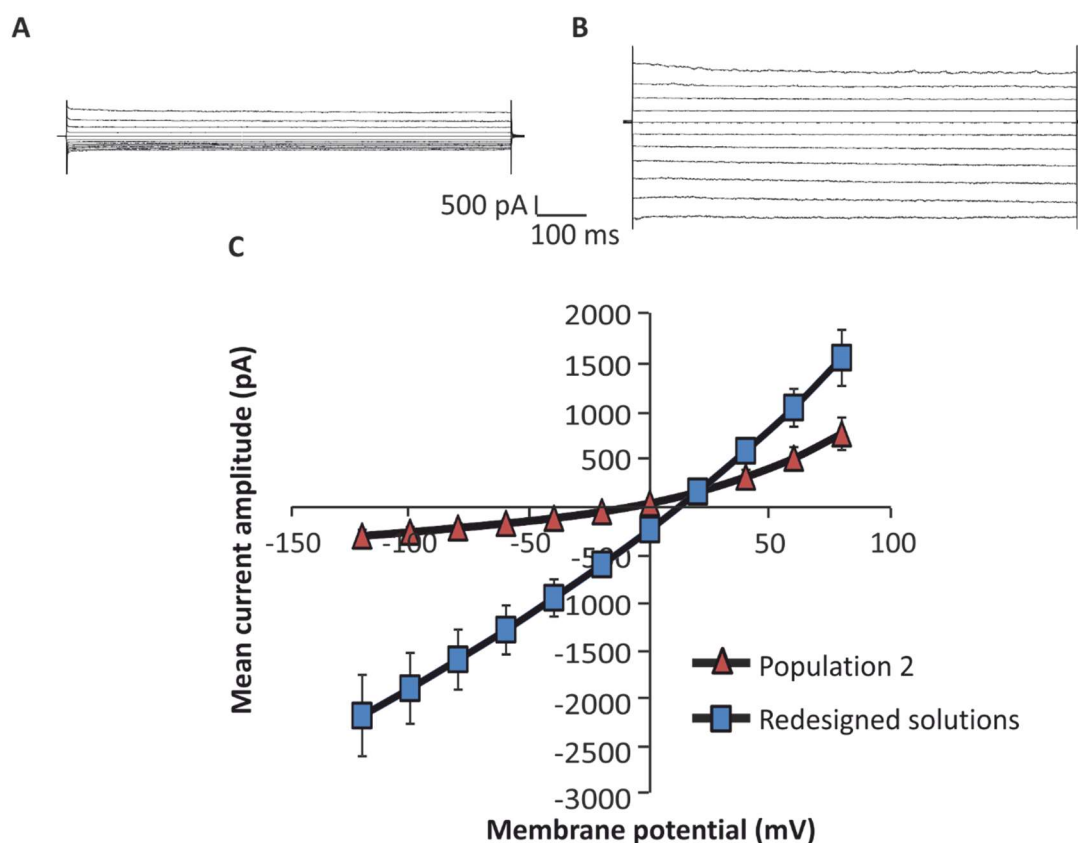 A
B
500 pA
100 ms
C
Mean current amplitude (pA)
2000
1500
1000
500
-150
-100
-50
50
100
-500
-1000
-1500
-2000
-2500
-3000
Population 2
Redesigned solutions
Membrane potential (mV)